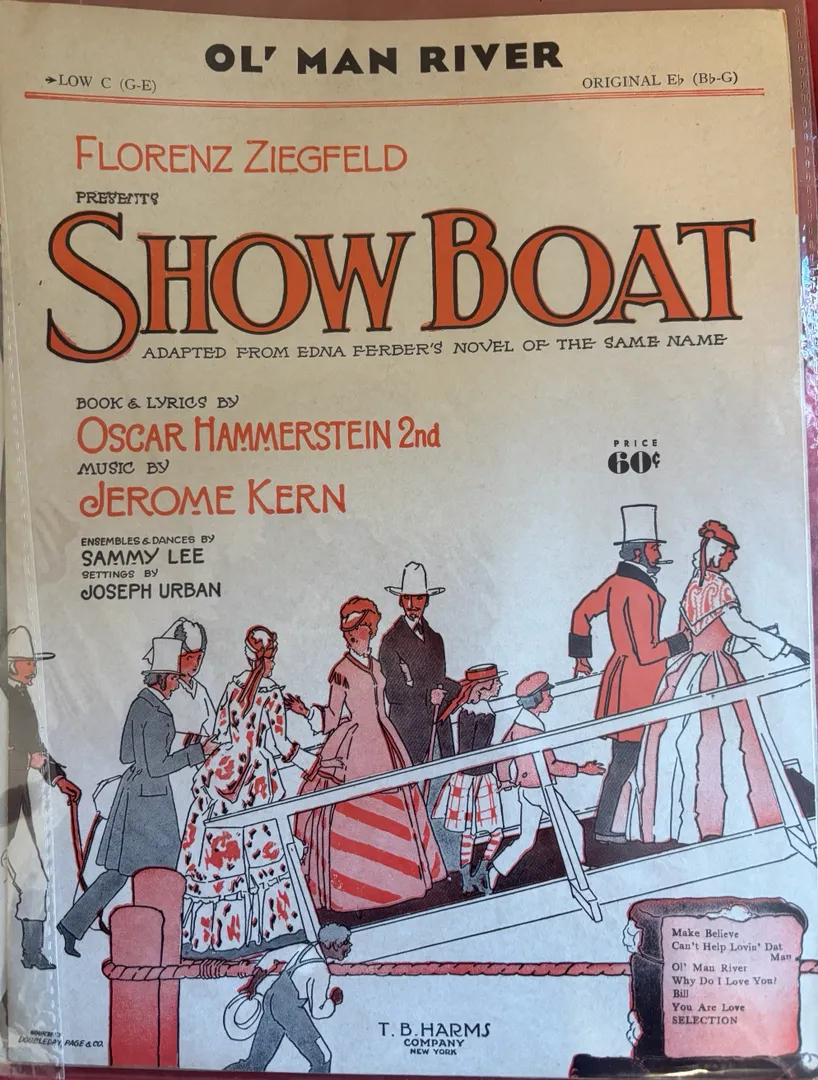 OL' MAN RIVER
➔LOW C (G-E)
ORIGINAL E♭ (B♭-G)
FLORENZ ZIEGFELD
PRESENTS
SHOW BOAT
ADAPTED FROM EDNA FERBER'S NOVEL OF THE SAME NAME
BOOK & LYRICS BY
OSCAR HAMMERSTEIN 2nd
MUSIC BY
JEROME KERN
PRICE
60¢
ENSEMBLES & DANCES BY
SAMMY LEE
SETTINGS BY
JOSEPH URBAN
Make Believe
Can't Help Lovin' Dat
Man
Ol' Man River
Why Do I Love You?
Bill
You Are Love
SELECTION
T. B. HARMS
COMPANY
NEW YORK
DOUBLEDAY, PAGE & CO.